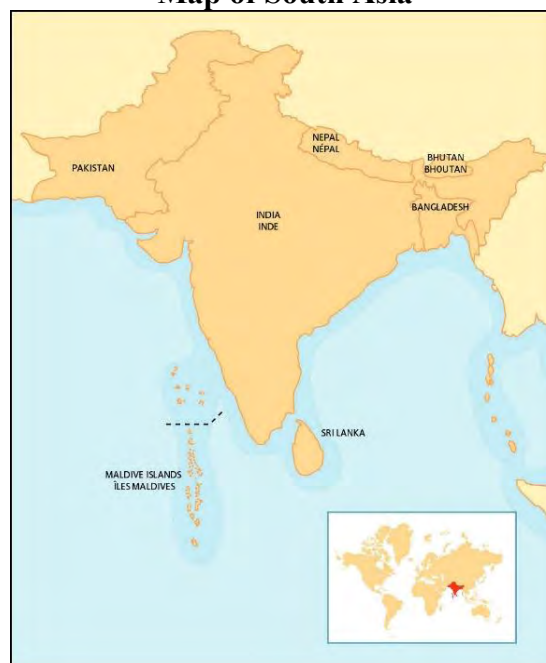 Map of South Asia
NEPAL
NÉPAL
BHUTAN
BHOUTAN
PAKISTAN
BANGLADESH
INDIA
INDE
SRI LANKA
MALDIVE ISLANDS
ÎLES MALDIVES